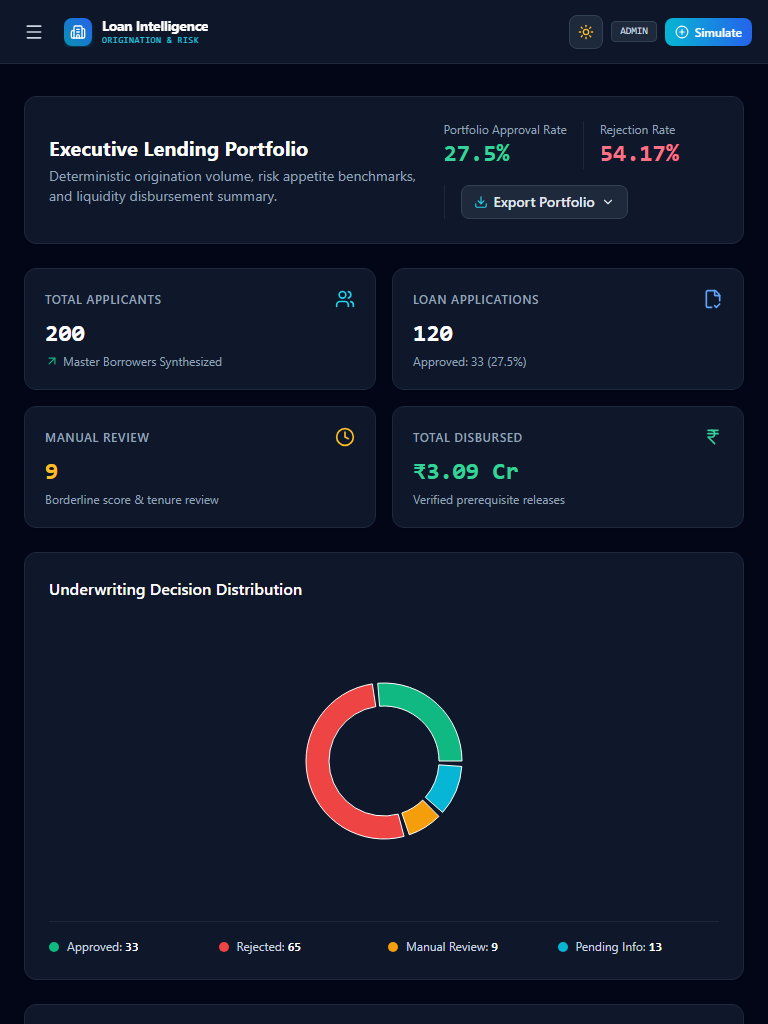 Loan Intelligence
ORIGINATION & RISK
ADMIN
Simulate
Executive Lending Portfolio
Deterministic origination volume, risk appetite benchmarks,
and liquidity disbursement summary.
Portfolio Approval Rate
27.5%
Rejection Rate
54.17%
Export Portfolio
TOTAL APPLICANTS
200
Master Borrowers Synthesized
LOAN APPLICATIONS
120
Approved: 33 (27.5%)
MANUAL REVIEW
9
Borderline score & tenure review
TOTAL DISBURSED
₹
₹3.09 Cr
Verified prerequisite releases
Underwriting Decision Distribution
Approved: 33
Rejected: 65
Manual Review: 9
Pending Info: 13